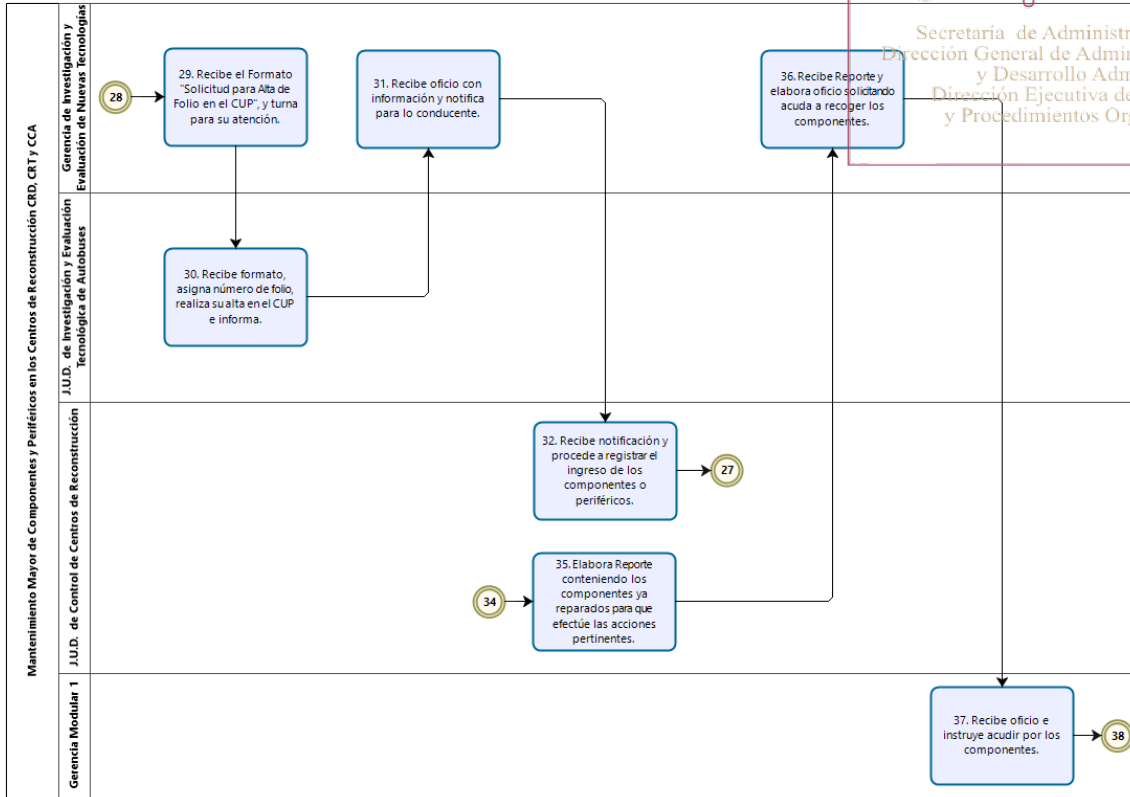 Mantenimiento Mayor de Componentes y Periféricos en los Centros de Reconstrucción CRD, CRT y CCA
Gerencia de Investigación y
Evaluación de Nuevas Tecnologías
28
29. Recibe el Formato
"Solicitud para Alta de
Folio en el CUP", y turna
para su atención.
31. Recibe oficio con
información y notifica
para lo conducente.
36. Recibe Reporte y
elabora oficio solicitando
acuda a recoger los
componentes.
Secretaría de Administr
Dirección General de Admin
y Desarrollo Adm
Dirección Ejecutiva de
y Procedimientos Or
J.U.D. de Investigación y Evaluación
Tecnológica de Autobuses
30. Recibe formato,
asigna número de folio,
realiza su alta en el CUP
e informa.
J.U.D. de Control de Centros de Reconstrucción
32. Recibe notificación y
procede a registrar el
ingreso de los
componentes o
periféricos.
27
34
35. Elabora Reporte
conteniendo los
componentes ya
reparados para que
efectúe las acciones
pertinentes.
Gerencia Modular 1
37. Recibe oficio e
instruye acudir por los
componentes.
38